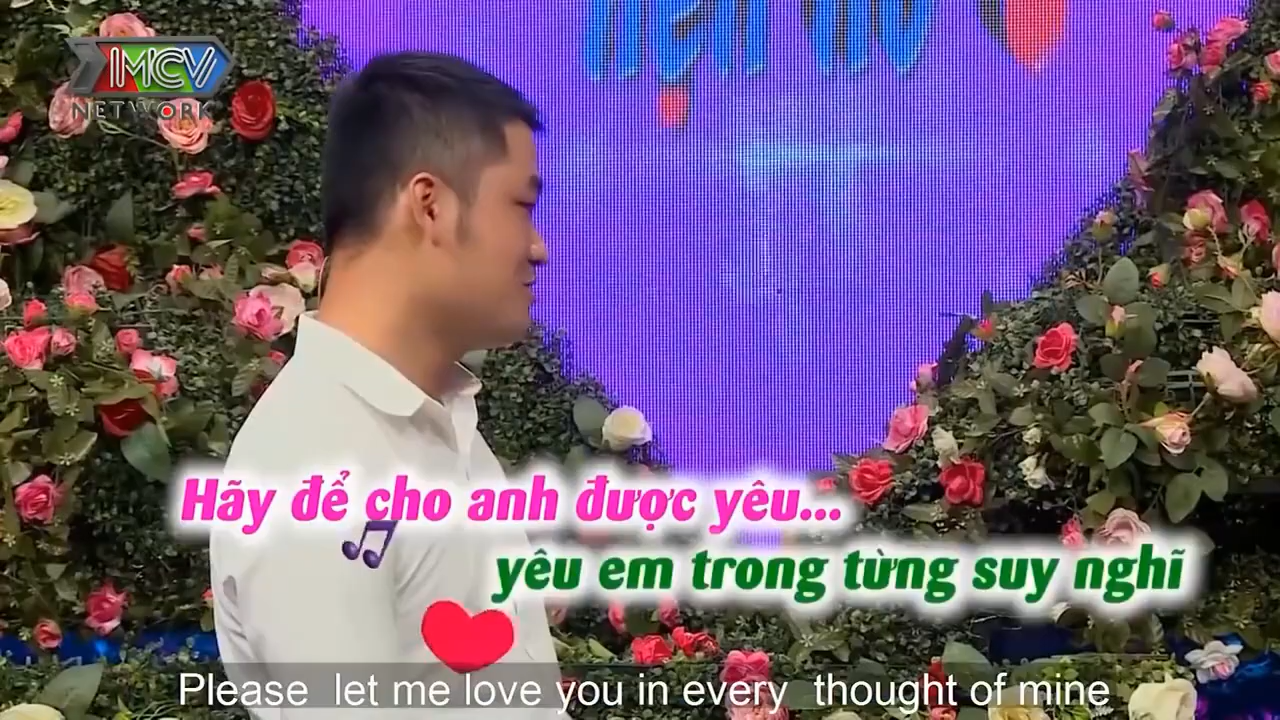 MCV
NETWORK
Hãy để cho anh được yêu...
yêu em trong từng suy nghĩ
Please let me love you in every thought of mine